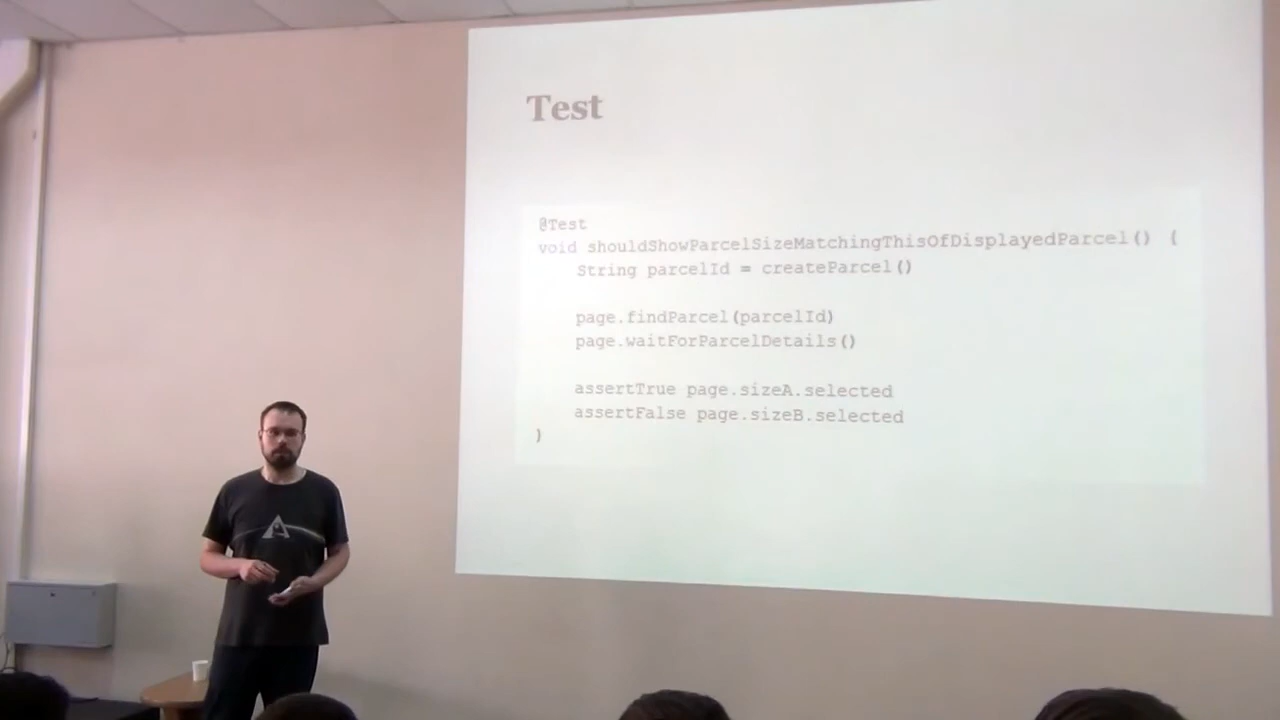 Test
@Test
void shouldShowParcelSizeMatchingThisOfDisplayedParcel() {
String parcelId = createParcel()
page.findParcel(parcelId)
page.waitForParcelDetails()
assertTrue page.sizeA.selected
assertFalse page.sizeB.selected
}